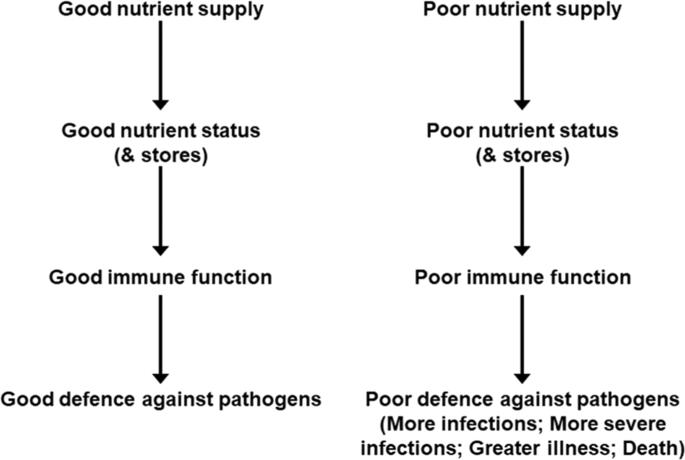 Good nutrient supply
Good nutrient status
(& stores)
Good immune function
Good defence against pathogens
Poor nutrient supply
Poor nutrient status
(& stores)
Poor immune function
Poor defence against pathogens
(More infections; More severe
infections; Greater illness; Death)